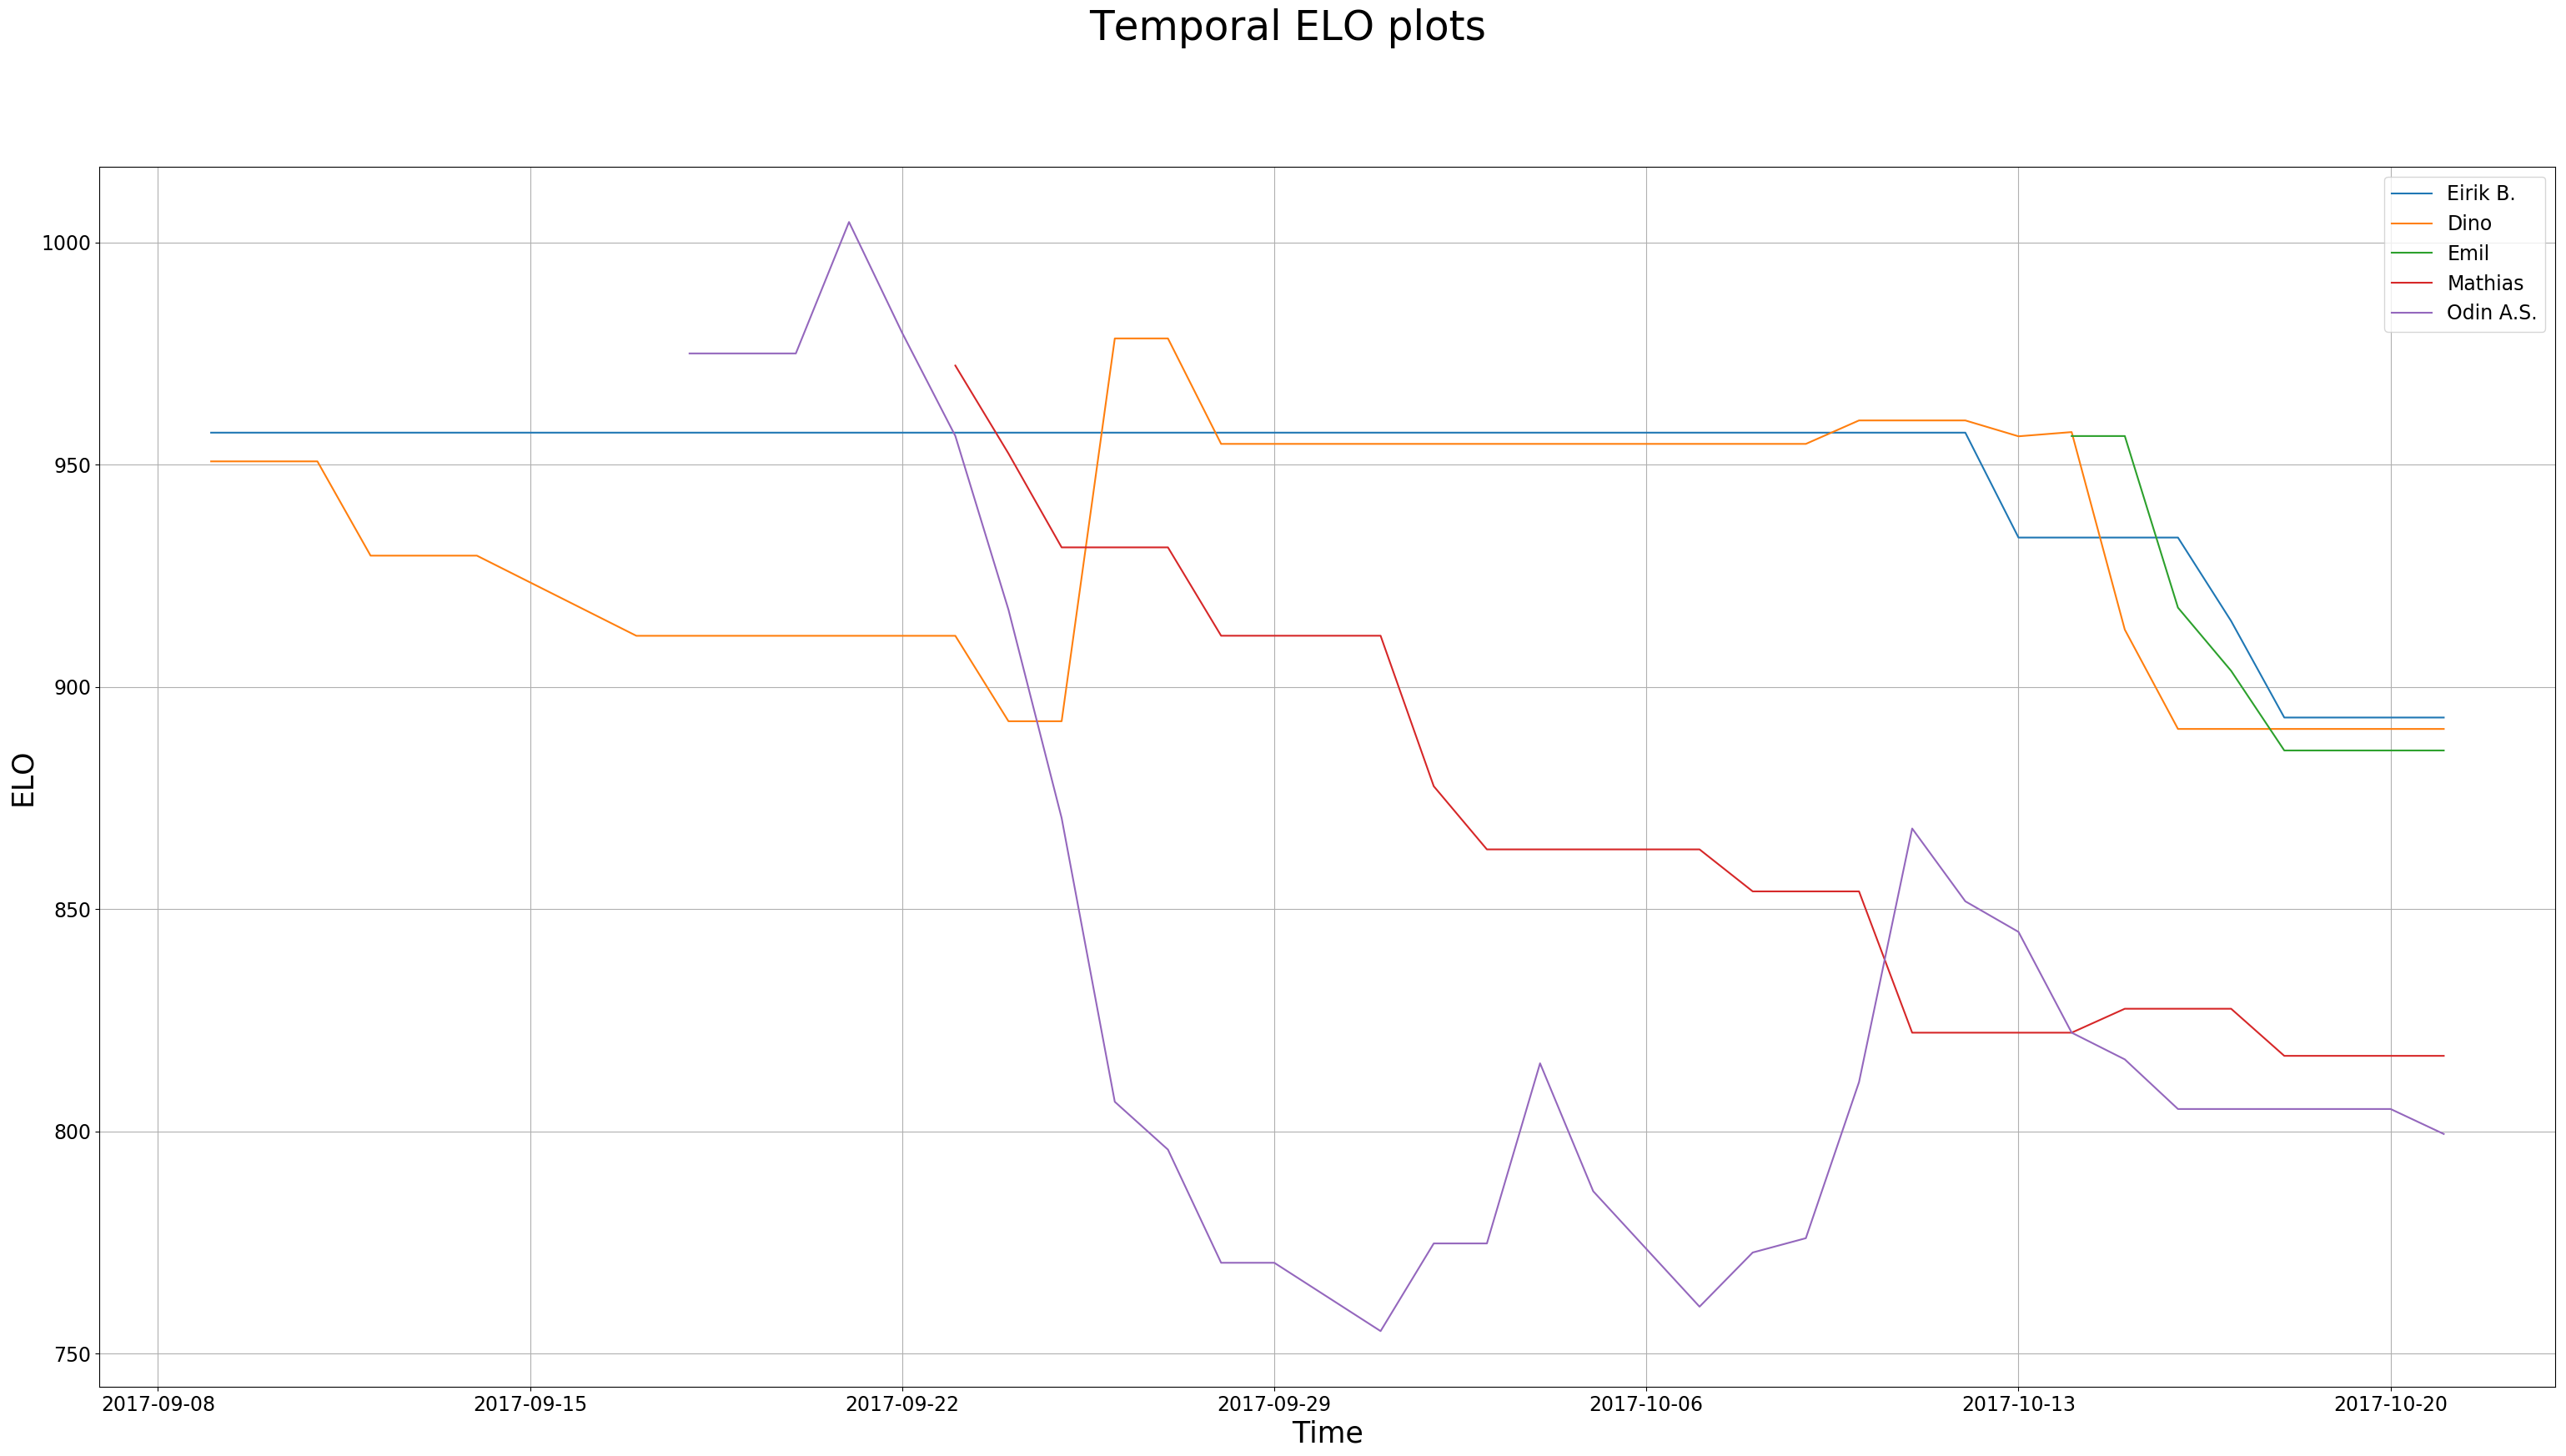 Temporal ELO plots
Eirik B.
Dino
Emil
Mathias
Odin A.S.
1000
950
900
850
800
750
ELO
2017-09-08 2017-09-15 2017-09-22 2017-09-29 2017-10-06 2017-10-13 2017-10-20
Time